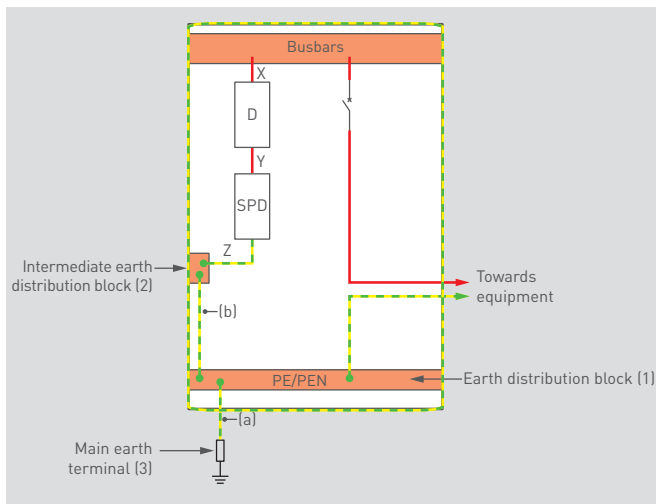 Busbars
X
D
Y
SPD
Z
Intermediate earth
distribution block (2)
Towards
equipment
(b)
PE/PEN
Earth distribution block (1)
(a)
Main earth
terminal (3)